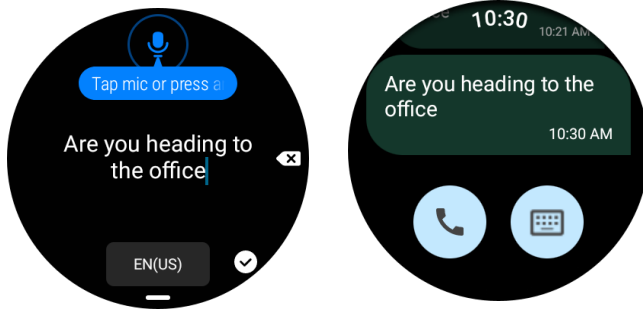 Tap mic or press a
Are you heading to
the office
EN(US)
10:30
10:21 AM
Are you heading to the
office
10:30 AM